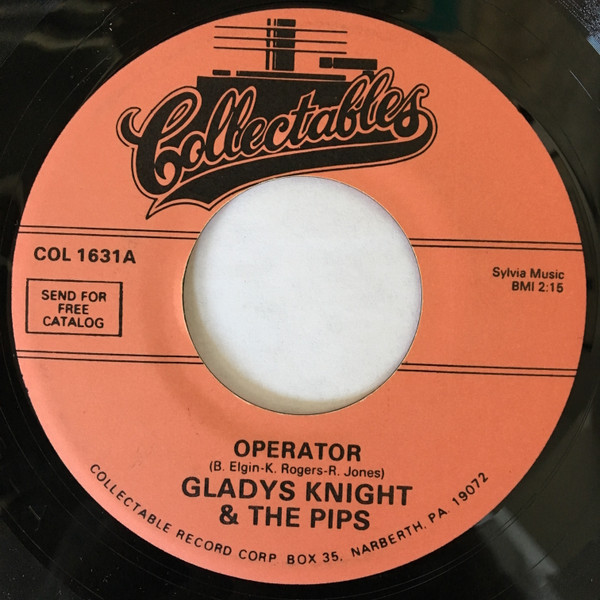 Collectables
COL 1631A
Sylvia Music
BMI 2:15
SEND FOR
FREE
CATALOG
OPERATOR
(B. Elgin-K. Rogers-R. Jones)
GLADYS KNIGHT
& THE PIPS
COLLECTABLE RECORD CORP BOX 35, NARBERTH, PA. 19072